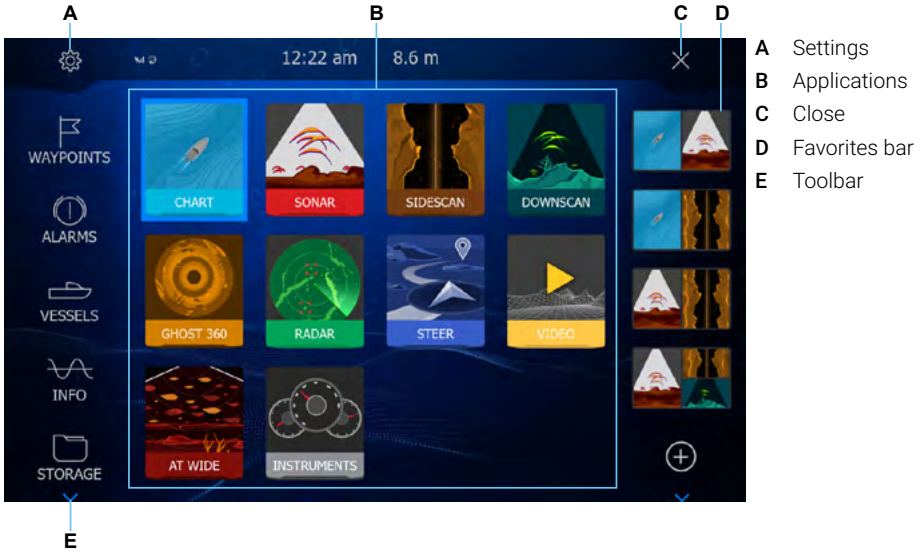 A B C D
12:22 am 8.6 m
WAYPOINTS
ALARMS
VESSELS
INFO
STORAGE
CHART SONAR SIDESCAN DOWNSCAN
GHOST 360 RADAR STEER VIDEO
AT WIDE INSTRUMENTS
E
A Settings
B Applications
C Close
D Favorites bar
E Toolbar